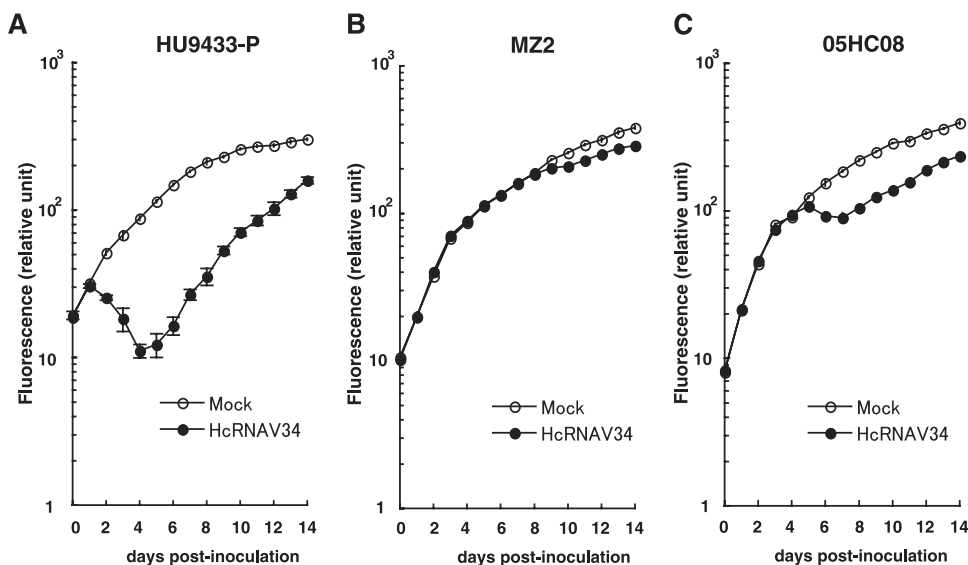 A
HU9433-P
Fluorescence (relative unit)
10³
10²
10
1
0 2 4 6 8 10 12 14
days post-inoculation
Mock
HcRNAV34
B
MZ2
Fluorescence (relative unit)
10³
10²
10
1
0 2 4 6 8 10 12 14
days post-inoculation
Mock
HcRNAV34
C
05HC08
Fluorescence (relative unit)
10³
10²
10
1
0 2 4 6 8 10 12 14
days post-inoculation
Mock
HcRNAV34